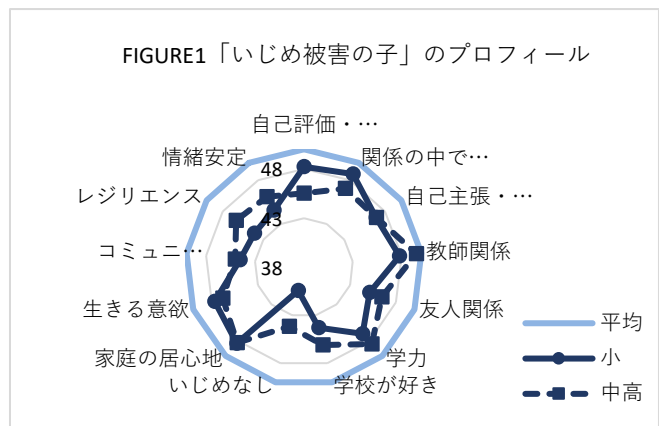 FIGURE1「いじめ被害の子」のプロフィール
自己評価・…
情緒安定
関係の中で…
48
レジリエンス
自己主張・…
43
コミュニ…
教師関係
38
生きる意欲
友人関係
平均
家庭の居心地
学力
小
いじめなし
学校が好き
中高